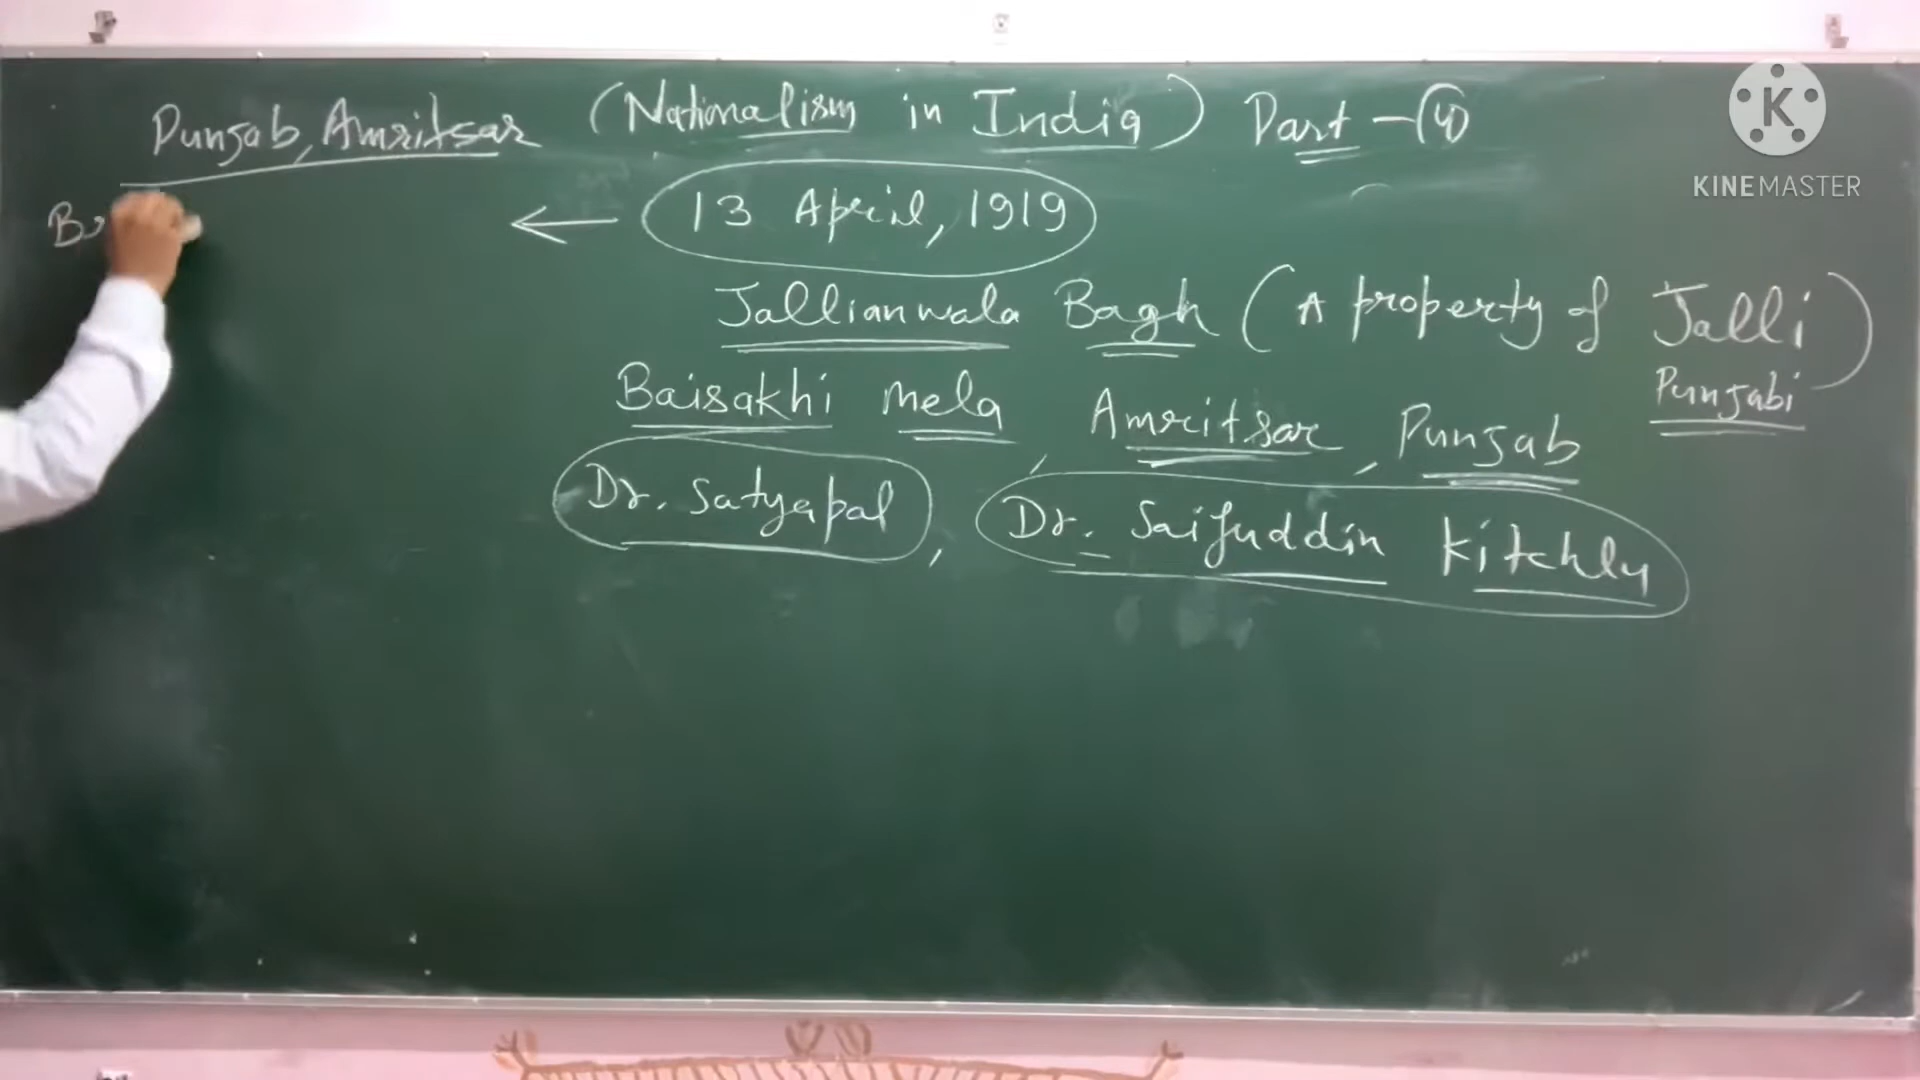 Punjab, Amritsar (Nationalism in India) Part -
13 April, 1919
Jallianwala Bagh (A property of Jalli)
Punjabi
Baisakhi mela, Amritsar, Punjab
Dr. Satyapal, Dr. Saifuddin Kitchly
KINEMASTER